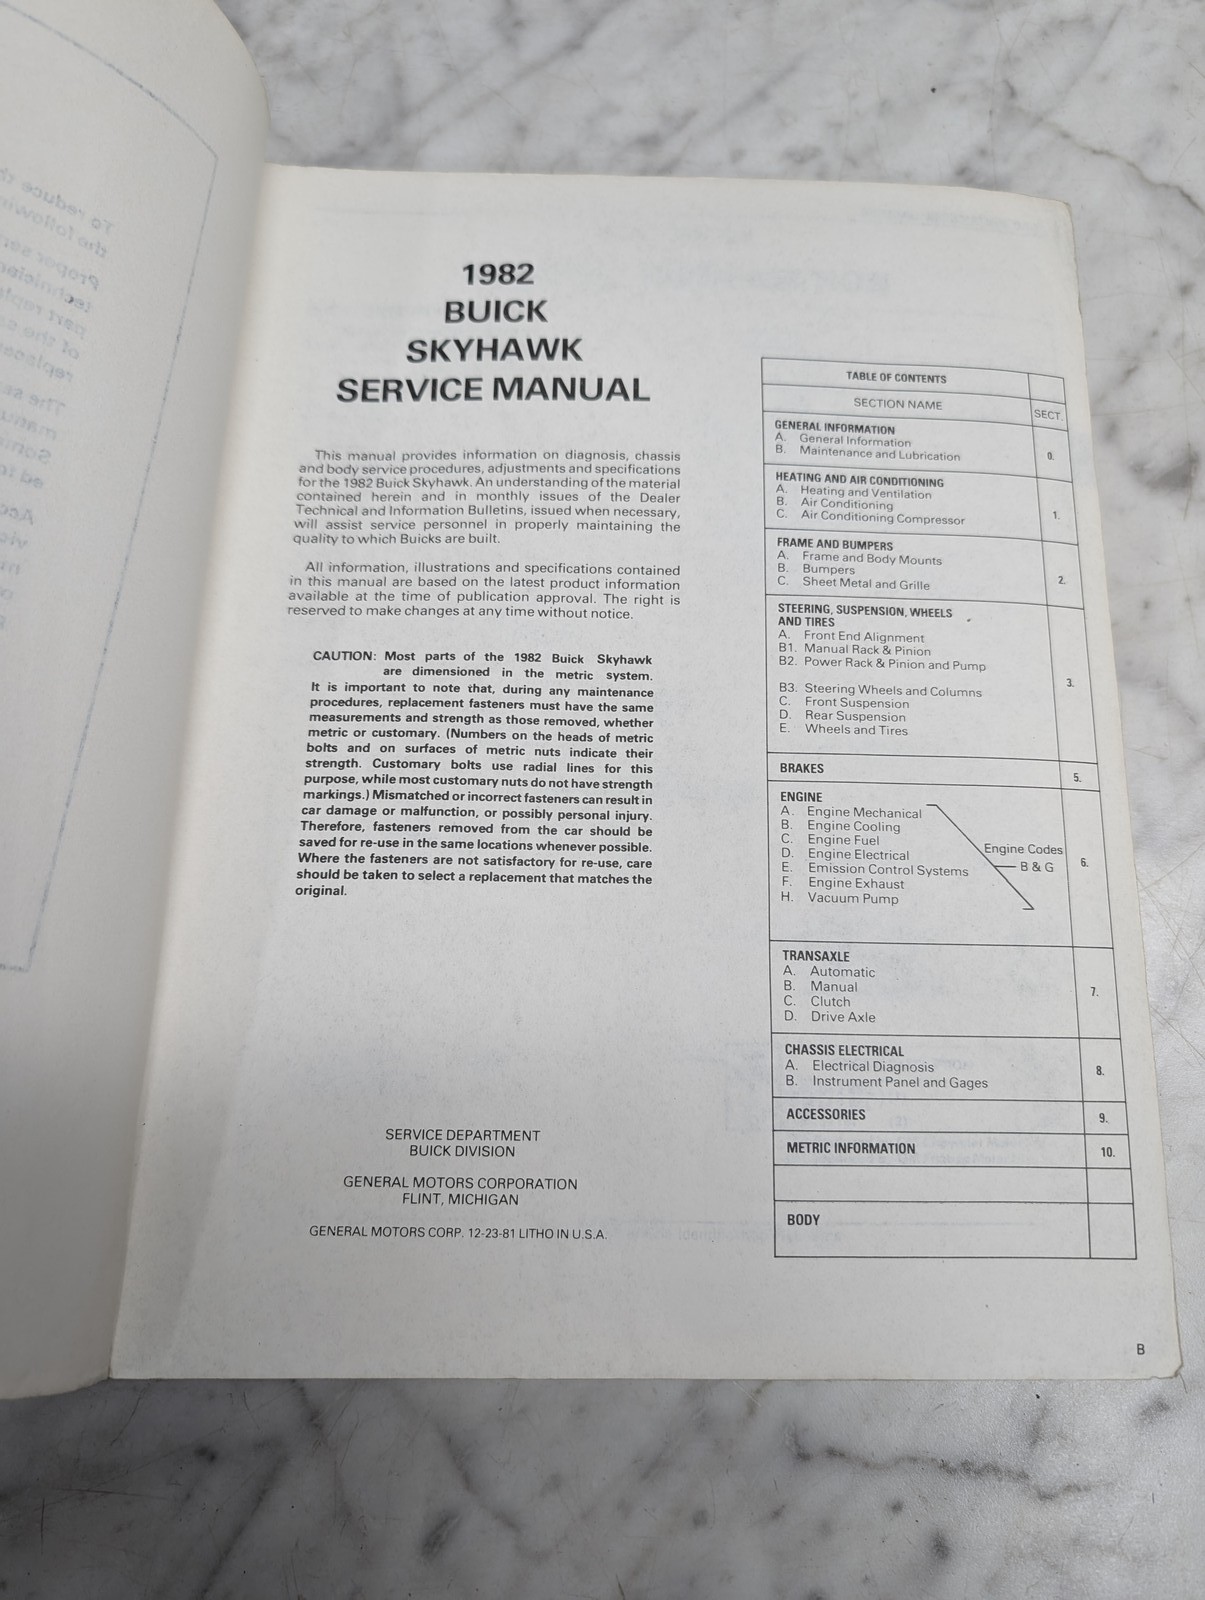 1982
BUICK
SKYHAWK
SERVICE MANUAL
This manual provides information on diagnosis, chassis
and body service procedures, adjustments and specifications
for the 1982 Buick Skyhawk. An understanding of the material
contained herein and in monthly issues of the Dealer
Technical and Information Bulletins, issued when necessary,
will assist service personnel in properly maintaining the
quality to which Buicks are built.
All information, illustrations and specifications contained
in this manual are based on the latest product information
available at the time of publication approval. The right is
reserved to make changes at any time without notice.
CAUTION: Most parts of the 1982 Buick Skyhawk
are dimensioned in the metric system.
It is important to note that, during any maintenance
procedures, replacement fasteners must have the same
measurements and strength as those removed, whether
metric or customary. (Numbers on the heads of metric
bolts and on surfaces of metric nuts indicate their
strength. Customary bolts use radial lines for this
purpose, while most customary nuts do not have strength
markings.) Mismatched or incorrect fasteners can result in
car damage or malfunction, or possibly personal injury.
Therefore, fasteners removed from the car should be
saved for re-use in the same locations whenever possible.
Where the fasteners are not satisfactory for re-use, care
should be taken to select a replacement that matches the
original.
SERVICE DEPARTMENT
BUICK DIVISION
GENERAL MOTORS CORPORATION
FLINT, MICHIGAN
GENERAL MOTORS CORP. 12-23-81 LITHO IN U.S.A.
TABLE OF CONTENTS
SECTION NAME SECT.
GENERAL INFORMATION
A. General Information
B. Maintenance and Lubrication 0.
HEATING AND AIR CONDITIONING
A. Heating and Ventilation
B. Air Conditioning
C. Air Conditioning Compressor 1.
FRAME AND BUMPERS
A. Frame and Body Mounts
B. Bumpers
C. Sheet Metal and Grille 2.
STEERING, SUSPENSION, WHEELS
AND TIRES
A. Front End Alignment
B1. Manual Rack & Pinion
B2. Power Rack & Pinion and Pump
B3. Steering Wheels and Columns 3.
C. Front Suspension
D. Rear Suspension
E. Wheels and Tires
BRAKES 5.
ENGINE
A. Engine Mechanical
B. Engine Cooling
C. Engine Fuel Engine Codes
D. Engine Electrical B & G 6.
E. Emission Control Systems
F. Engine Exhaust
H. Vacuum Pump
TRANSAXLE
A. Automatic
B. Manual 7.
C. Clutch
D. Drive Axle
CHASSIS ELECTRICAL
A. Electrical Diagnosis 8.
B. Instrument Panel and Gages
ACCESSORIES 9.
METRIC INFORMATION 10.
BODY
B